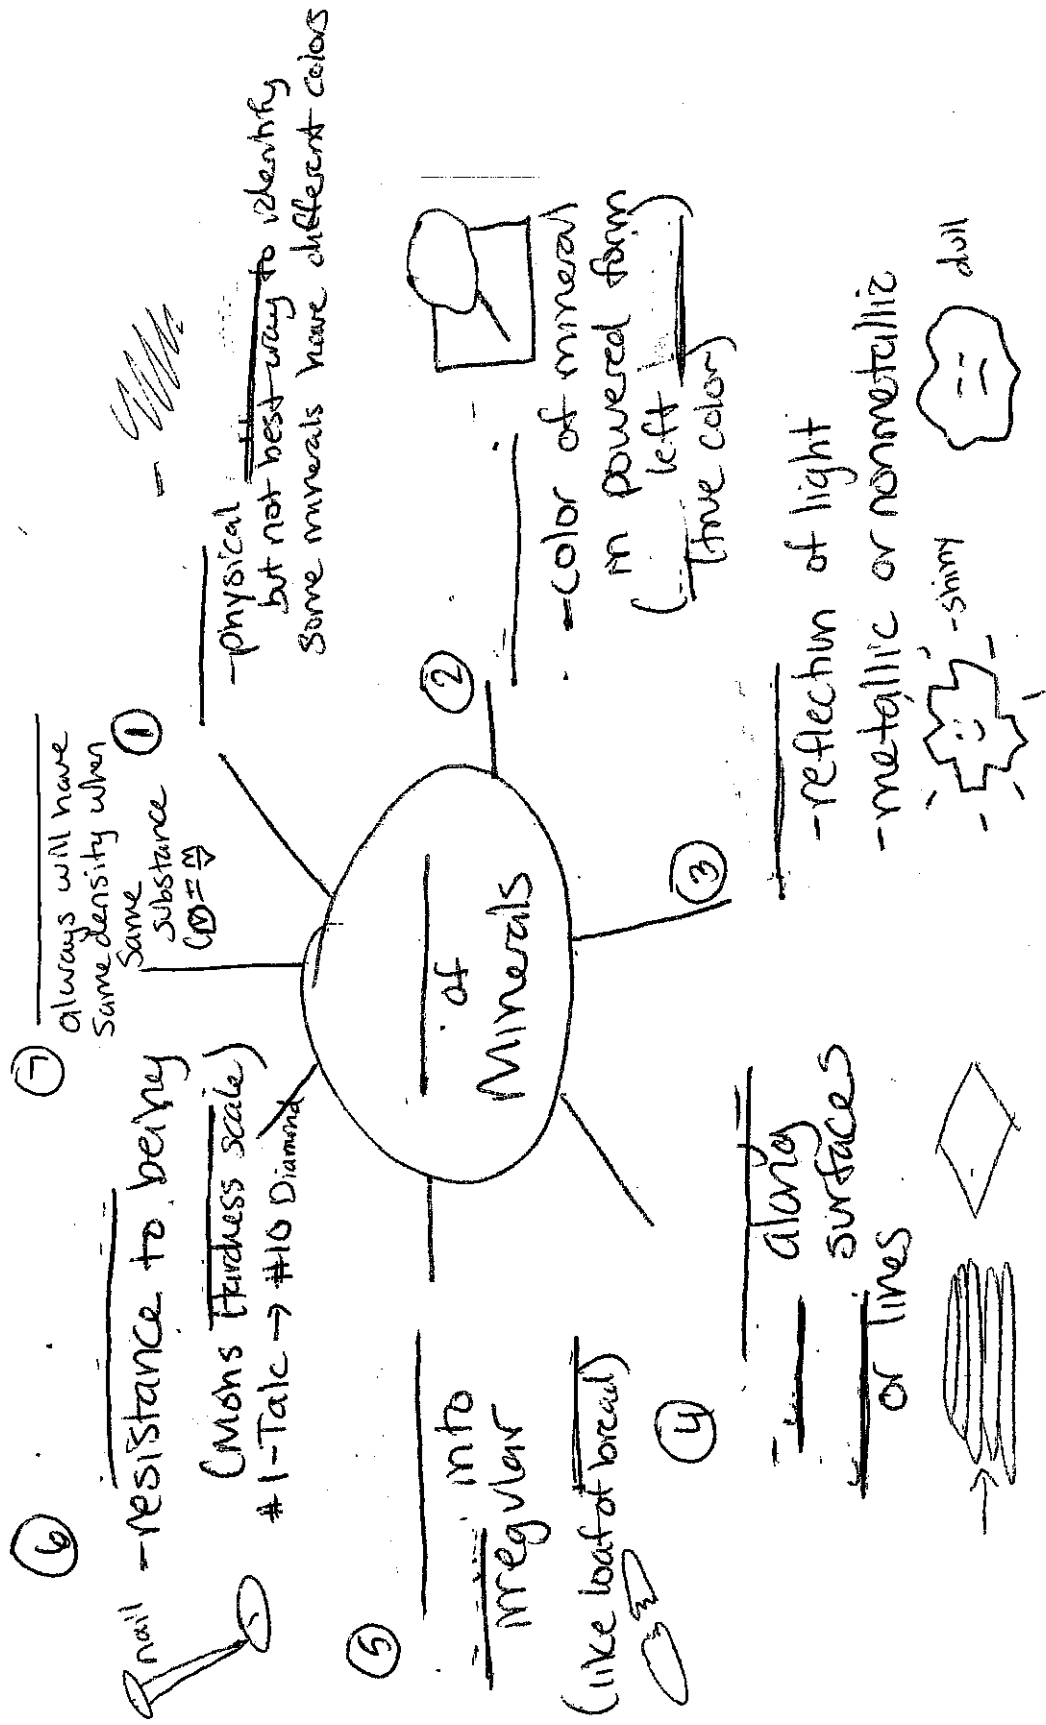 ①
-physical
but not best way to identify
Some minerals have different colors
②
-color of mineral
in powered form
( left )
(true color)
③
-reflection of light
-metallic or nonmetallic
-shiny
dull
④
along
surfaces
or lines
⑤
into
irregular
(like loaf of bread)
⑥
nail
-resistance to being
(Mohs Hardness scale)
#1-Talc → #10 Diamond
⑦
always will have
same density when
same
substance
of
Minerals